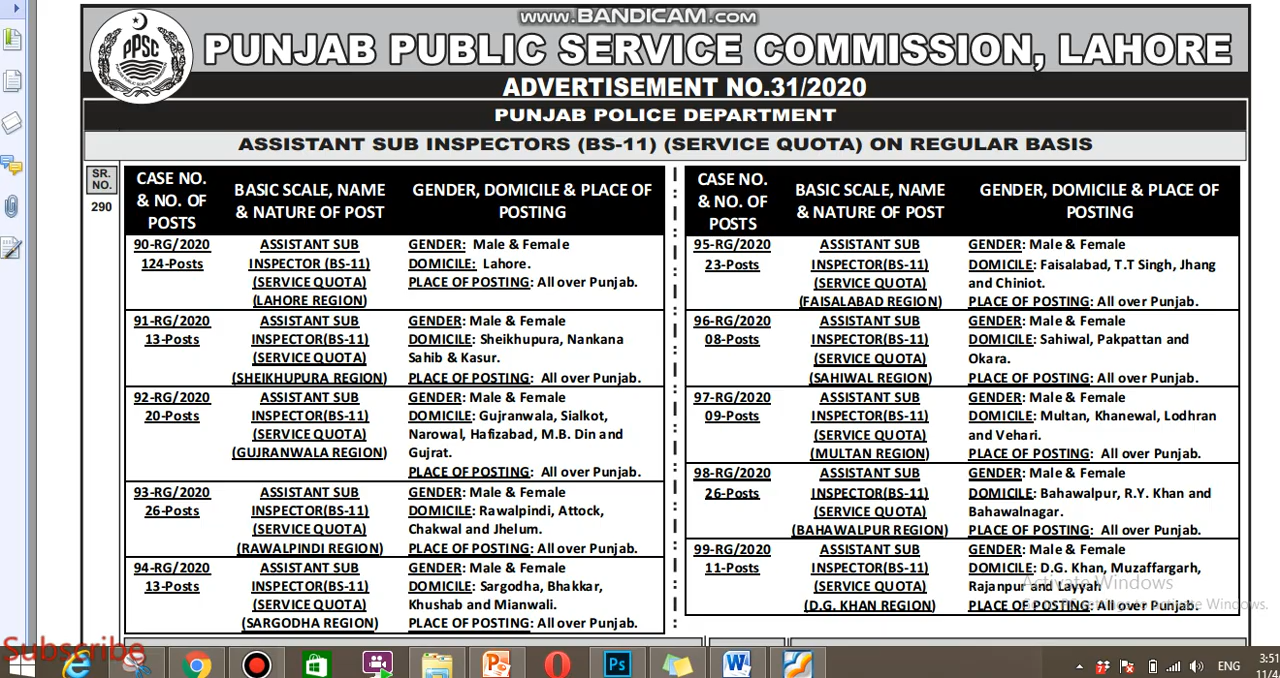 www.BANDICAM.com
PPSC
PUNJAB PUBLIC SERVICE COMMISSION, LAHORE
ADVERTISEMENT NO.31/2020
PUNJAB POLICE DEPARTMENT
ASSISTANT SUB INSPECTORS (BS-11) (SERVICE QUOTA) ON REGULAR BASIS
SR. NO.
290
CASE NO. & NO. OF POSTS
BASIC SCALE, NAME & NATURE OF POST
GENDER, DOMICILE & PLACE OF POSTING
90-RG/2020
124-Posts
ASSISTANT SUB
INSPECTOR (BS-11)
(SERVICE QUOTA)
(LAHORE REGION)
GENDER: Male & Female
DOMICILE: Lahore.
PLACE OF POSTING: All over Punjab.
91-RG/2020
13-Posts
ASSISTANT SUB
INSPECTOR(BS-11)
(SERVICE QUOTA)
(SHEIKHUPURA REGION)
GENDER: Male & Female
DOMICILE: Sheikhupura, Nankana
Sahib & Kasur.
PLACE OF POSTING: All over Punjab.
92-RG/2020
20-Posts
ASSISTANT SUB
INSPECTOR(BS-11)
(SERVICE QUOTA)
(GUJRANWALA REGION)
GENDER: Male & Female
DOMICILE: Gujranwala, Sialkot,
Narowal, Hafizabad, M.B. Din and
Gujrat.
PLACE OF POSTING: All over Punjab.
93-RG/2020
26-Posts
ASSISTANT SUB
INSPECTOR(BS-11)
(SERVICE QUOTA)
(RAWALPINDI REGION)
GENDER: Male & Female
DOMICILE: Rawalpindi, Attock,
Chakwal and Jhelum.
PLACE OF POSTING: All over Punjab.
94-RG/2020
13-Posts
ASSISTANT SUB
INSPECTOR(BS-11)
(SERVICE QUOTA)
(SARGODHA REGION)
GENDER: Male & Female
DOMICILE: Sargodha, Bhakkar,
Khushab and Mianwali.
PLACE OF POSTING: All over Punjab.
CASE NO. & NO. OF POSTS
BASIC SCALE, NAME & NATURE OF POST
GENDER, DOMICILE & PLACE OF POSTING
95-RG/2020
23-Posts
ASSISTANT SUB
INSPECTOR(BS-11)
(SERVICE QUOTA)
(FAISALABAD REGION)
GENDER: Male & Female
DOMICILE: Faisalabad, T.T Singh, Jhang
and Chiniot.
PLACE OF POSTING: All over Punjab.
96-RG/2020
08-Posts
ASSISTANT SUB
INSPECTOR(BS-11)
(SERVICE QUOTA)
(SAHIWAL REGION)
GENDER: Male & Female
DOMICILE: Sahiwal, Pakpattan and
Okara.
PLACE OF POSTING: All over Punjab.
97-RG/2020
09-Posts
ASSISTANT SUB
INSPECTOR(BS-11)
(SERVICE QUOTA)
(MULTAN REGION)
GENDER: Male & Female
DOMICILE: Multan, Khanewal, Lodhran
and Vehari.
PLACE OF POSTING: All over Punjab.
98-RG/2020
26-Posts
ASSISTANT SUB
INSPECTOR(BS-11)
(SERVICE QUOTA)
(BAHAWALPUR REGION)
GENDER: Male & Female
DOMICILE: Bahawalpur, R.Y. Khan and
Bahawalnagar.
PLACE OF POSTING: All over Punjab.
99-RG/2020
11-Posts
ASSISTANT SUB
INSPECTOR(BS-11)
(SERVICE QUOTA)
(D.G. KHAN REGION)
GENDER: Male & Female
DOMICILE: D.G. Khan, Muzaffargarh,
Rajanpur and Layyah
PLACE OF POSTING: All over Punjab.
Activate Windows
Activate Windows.
Subscribe
Ps
ENG
3:51
11/4